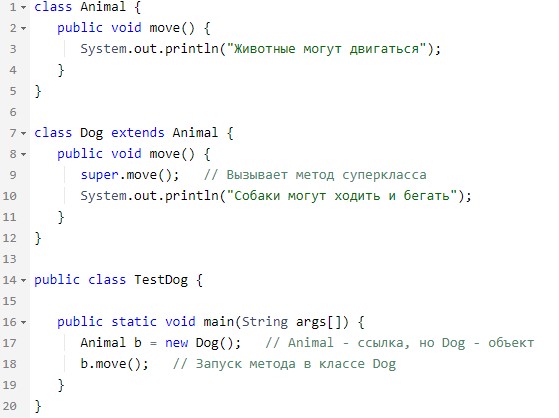 1 class Animal {
2 public void move() {
3 System.out.println("Животные могут двигаться");
4 }
5 }
6
7 class Dog extends Animal {
8 public void move() {
9 super.move();   // Вызывает метод суперкласса
10 System.out.println("Собаки могут ходить и бегать");
11 }
12 }
13
14 public class TestDog {
15
16 public static void main(String args[]) {
17 Animal b = new Dog();   // Animal - ссылка, но Dog - объект
18 b.move();   // Запуск метода в классе Dog
19 }
20 }